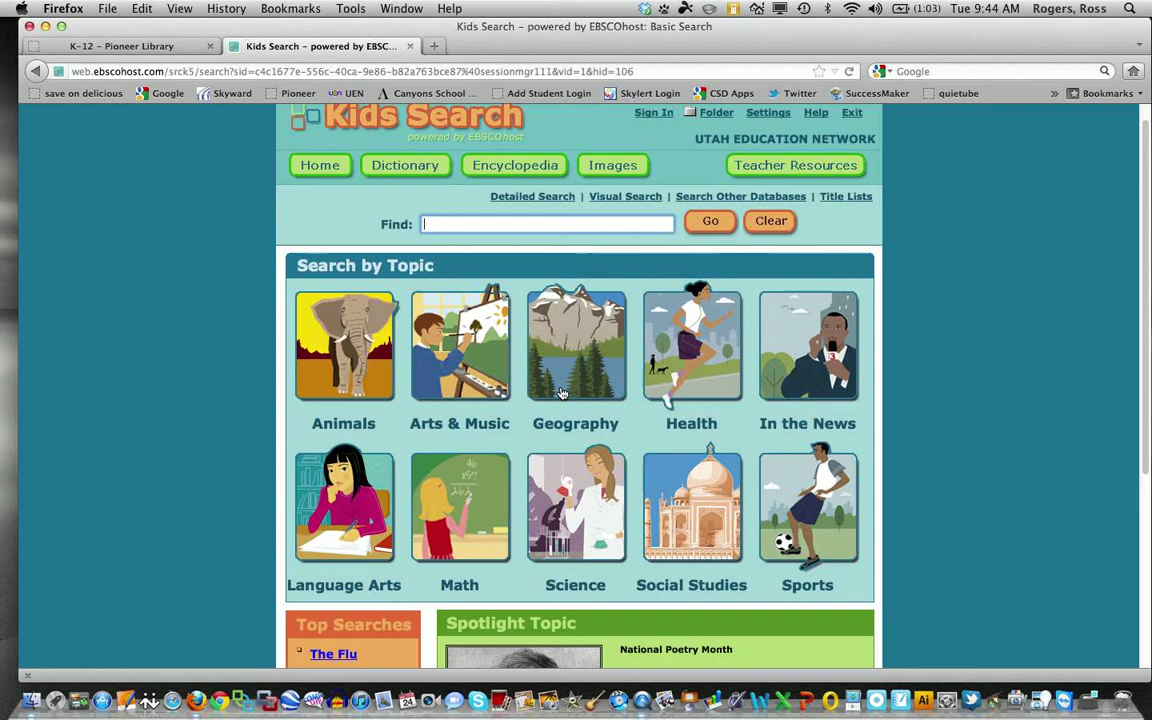 Firefox File Edit View History Bookmarks Tools Window Help (1:03) Tue 9:44 AM Rogers, Ross
Kids Search - powered by EBSCOhost: Basic Search
K-12 - Pioneer Library Kids Search - powered by EBSC...
web.ebscohost.com/srck5/search?sid=c4c1677e-556c-40ca-9e86-b82a763bce87%40sessionmgr111&vid=1&hid=106 Google
save on delicious Google Skyward Pioneer UEN Canyons School ... Add Student Login Skylert Login CSD Apps Twitter SuccessMaker quietube » Bookmarks
Kids Search
powered by EBSCOhost
Sign In Folder Settings Help Exit
UTAH EDUCATION NETWORK
Home Dictionary Encyclopedia Images Teacher Resources
Detailed Search | Visual Search | Search Other Databases | Title Lists
Find: Go Clear
Search by Topic
3
Animals Arts & Music Geography Health In the News
Language Arts Math Science Social Studies Sports
Top Searches Spotlight Topic
The Flu National Poetry Month